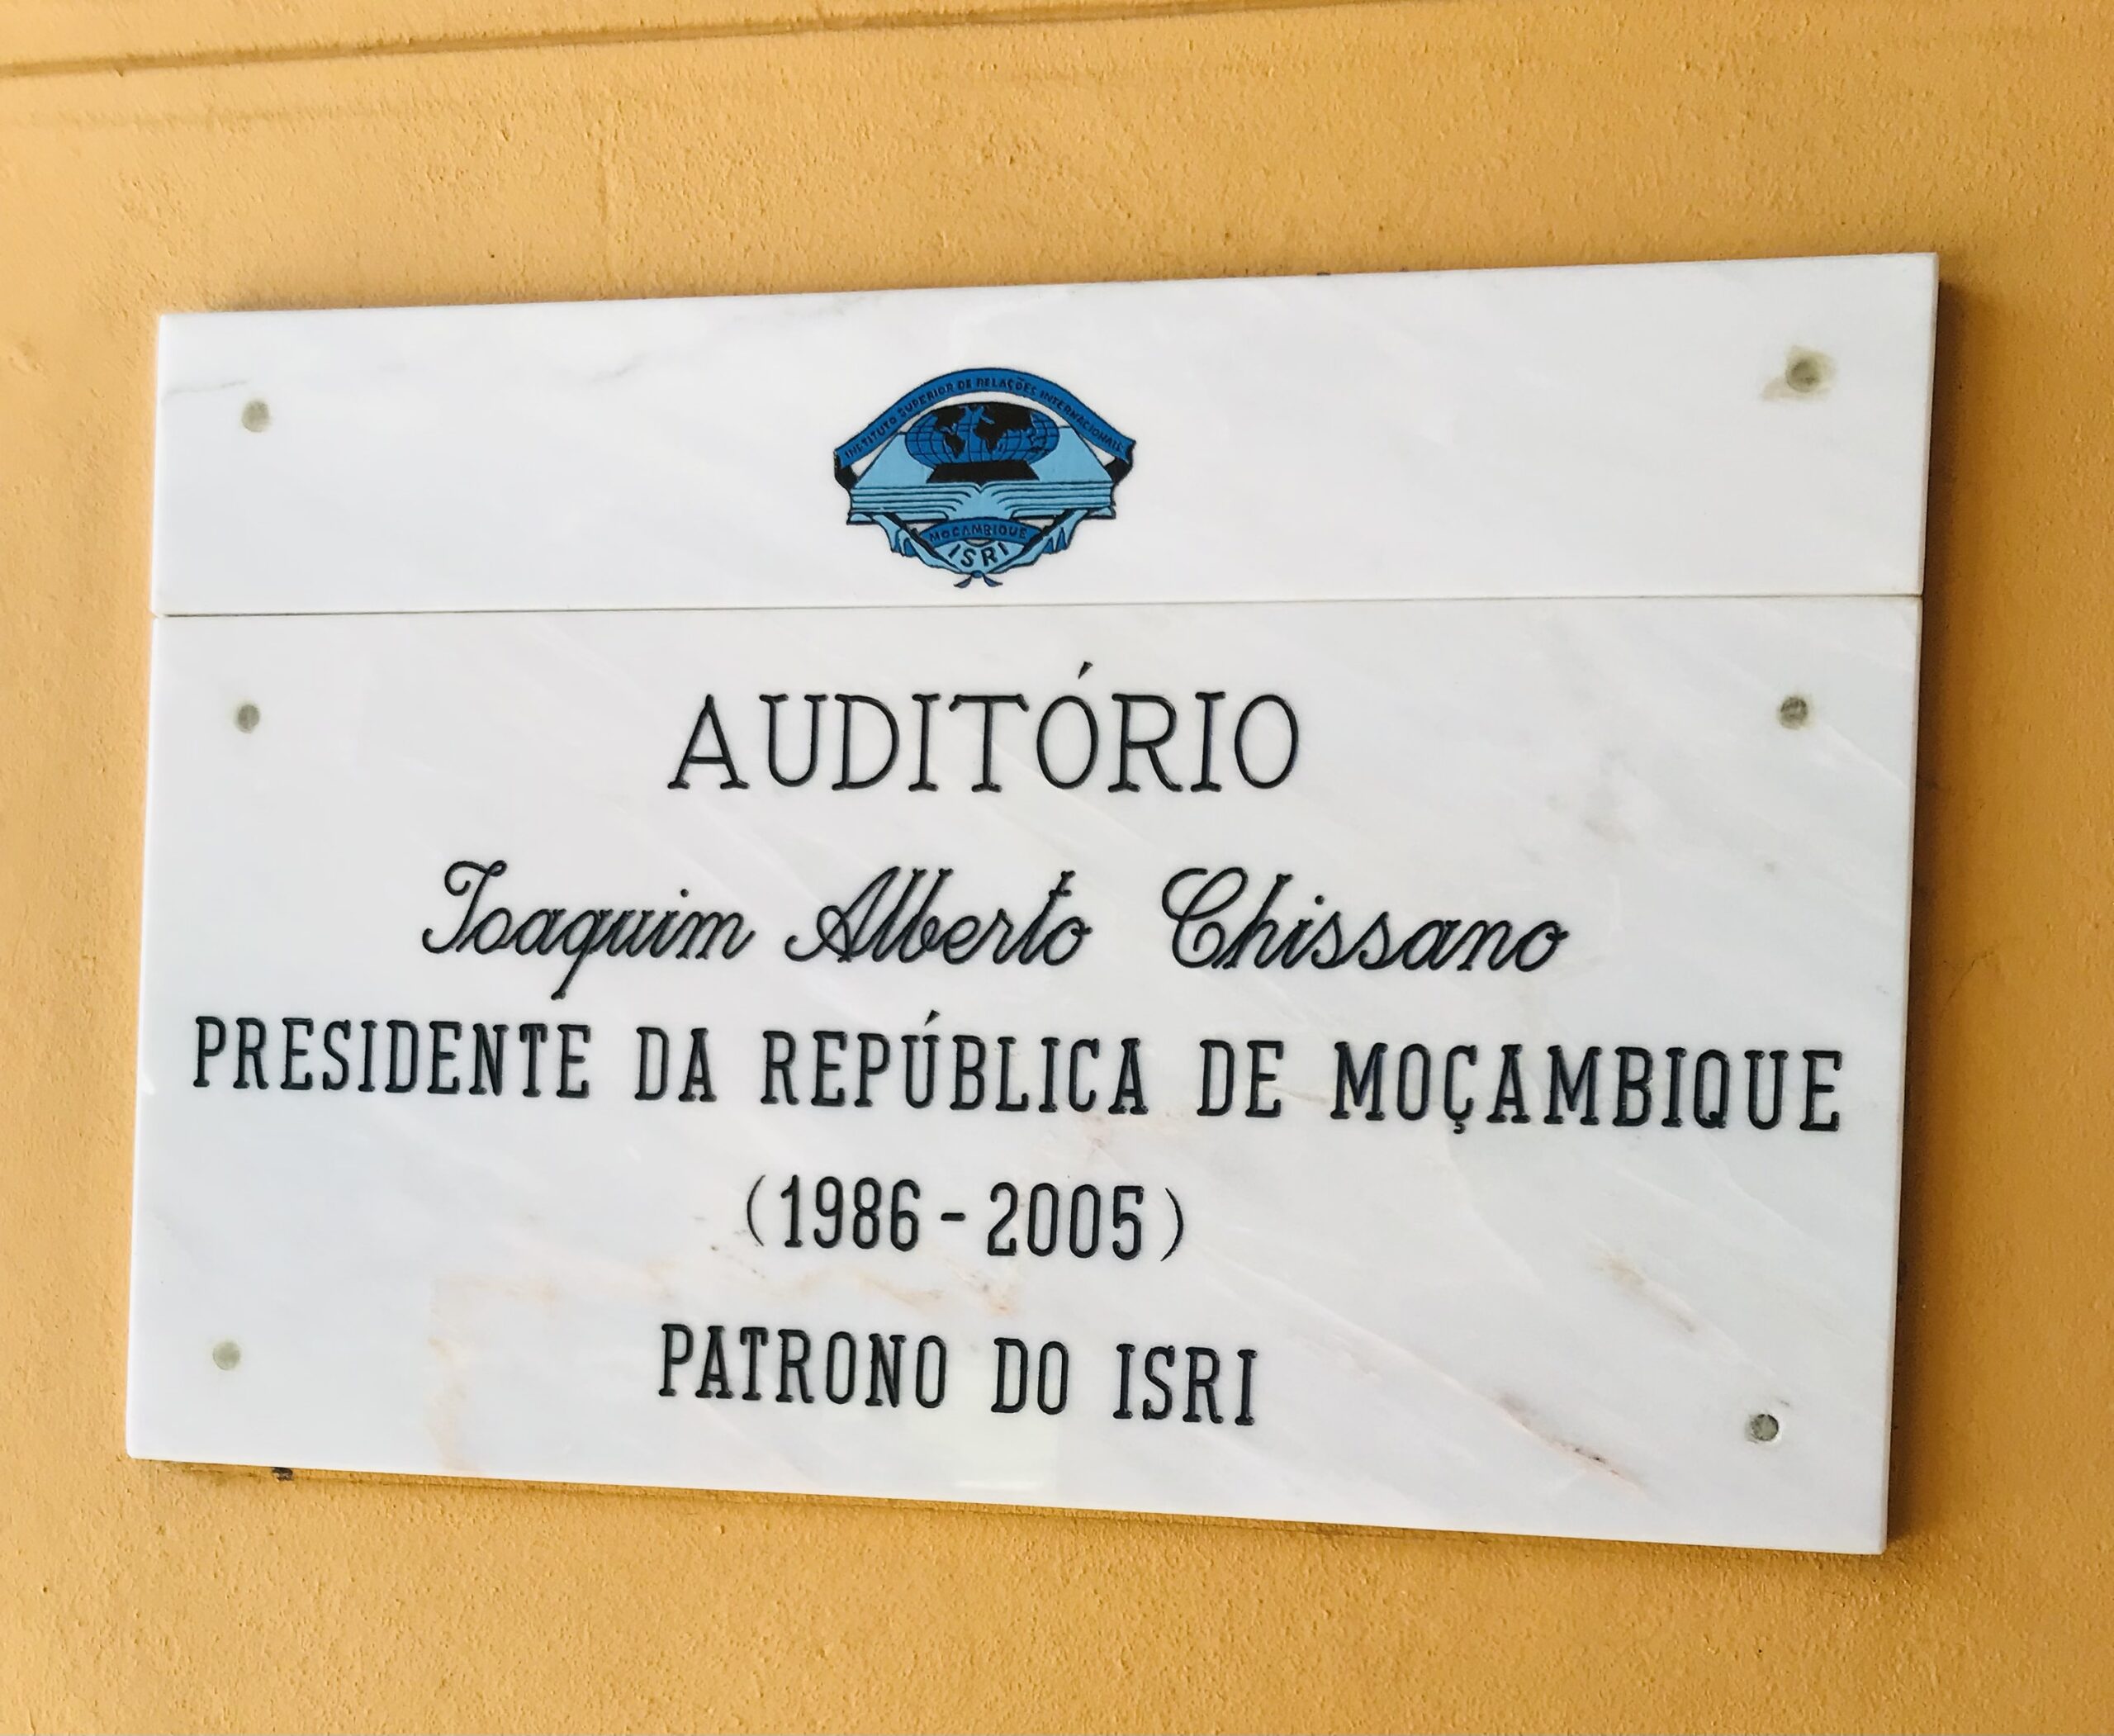 INSTITUTO SUPERIOR DE RELAÇÕES INTERNACIONAIS
MOÇAMBIQUE
ISRI
AUDITÓRIO
Joaquim Alberto Chissano
PRESIDENTE DA REPÚBLICA DE MOÇAMBIQUE
(1986-2005)
PATRONO DO ISRI